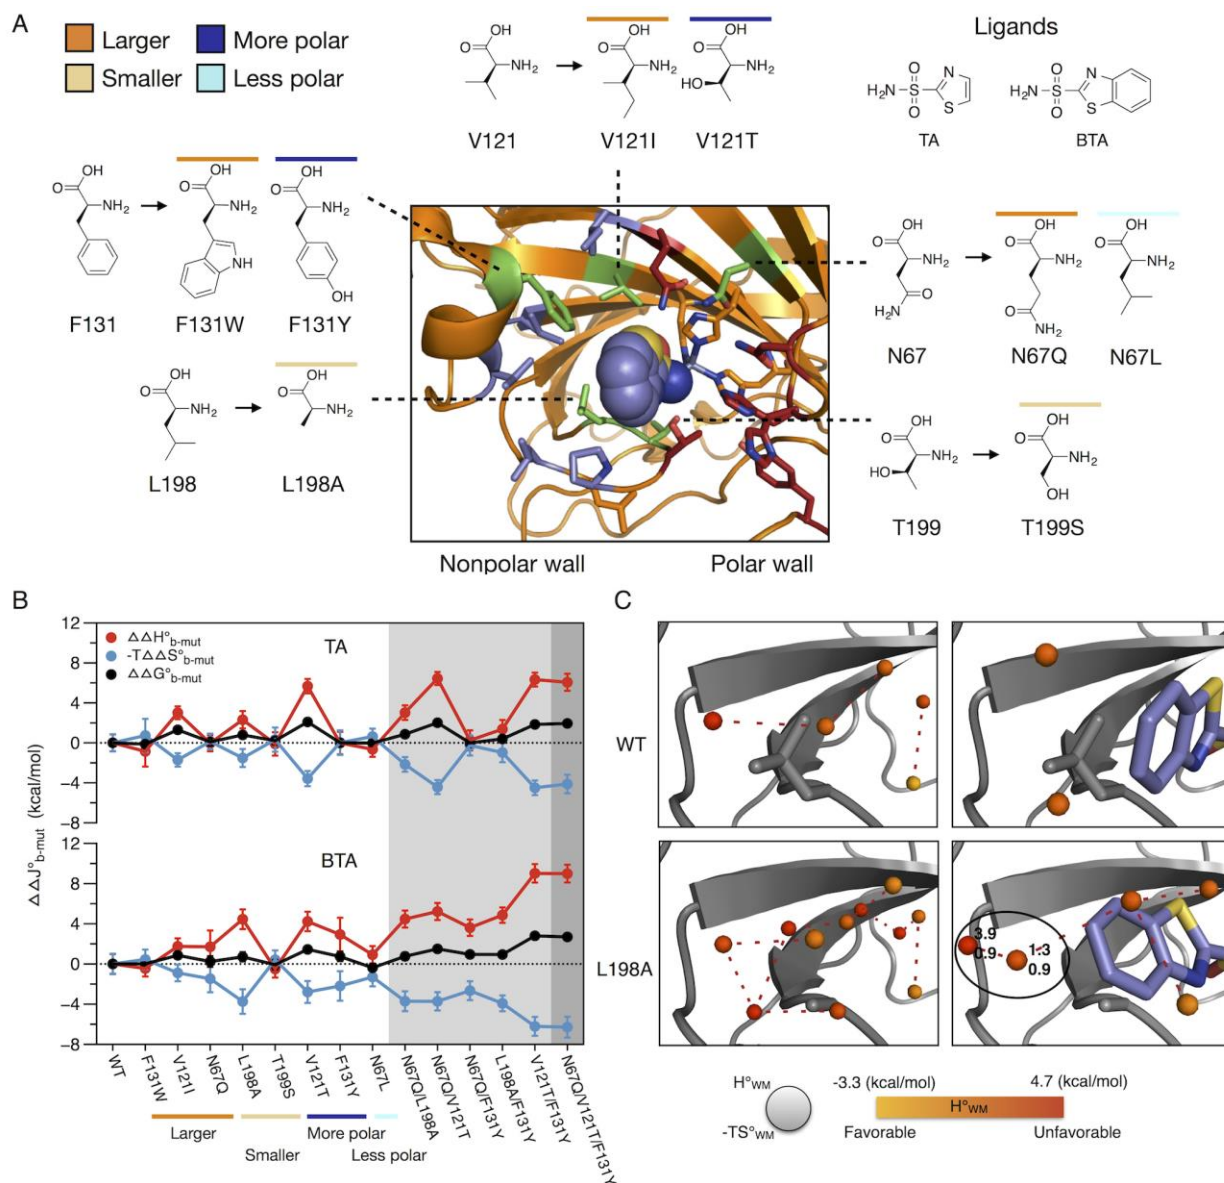 A
Larger
More polar
Smaller
Less polar
V121
V121I
V121T
Ligands
TA
BTA
F131
F131W
F131Y
N67
N67Q
N67L
L198
L198A
T199
T199S
Nonpolar wall
Polar wall
B
ΔΔJ°b-mut (kcal/mol)
TA
ΔΔH°b-mut
-TΔΔS°b-mut
ΔΔG°b-mut
12
8
4
0
−4
−8
BTA
12
8
4
0
−4
−8
WT
F131W
V121I
N67Q
L198A
T199S
V121T
F131Y
N67L
N67Q/L198A
N67Q/V121T
N67Q/F131Y
L198A/F131Y
V121T/F131Y
N67Q/V121T/F131Y
Larger
Smaller
More polar
Less polar
C
WT
L198A
3.9
0.9
1.3
0.9
H°WM
-TS°WM
-3.3 (kcal/mol)
4.7 (kcal/mol)
H°WM
Favorable
Unfavorable